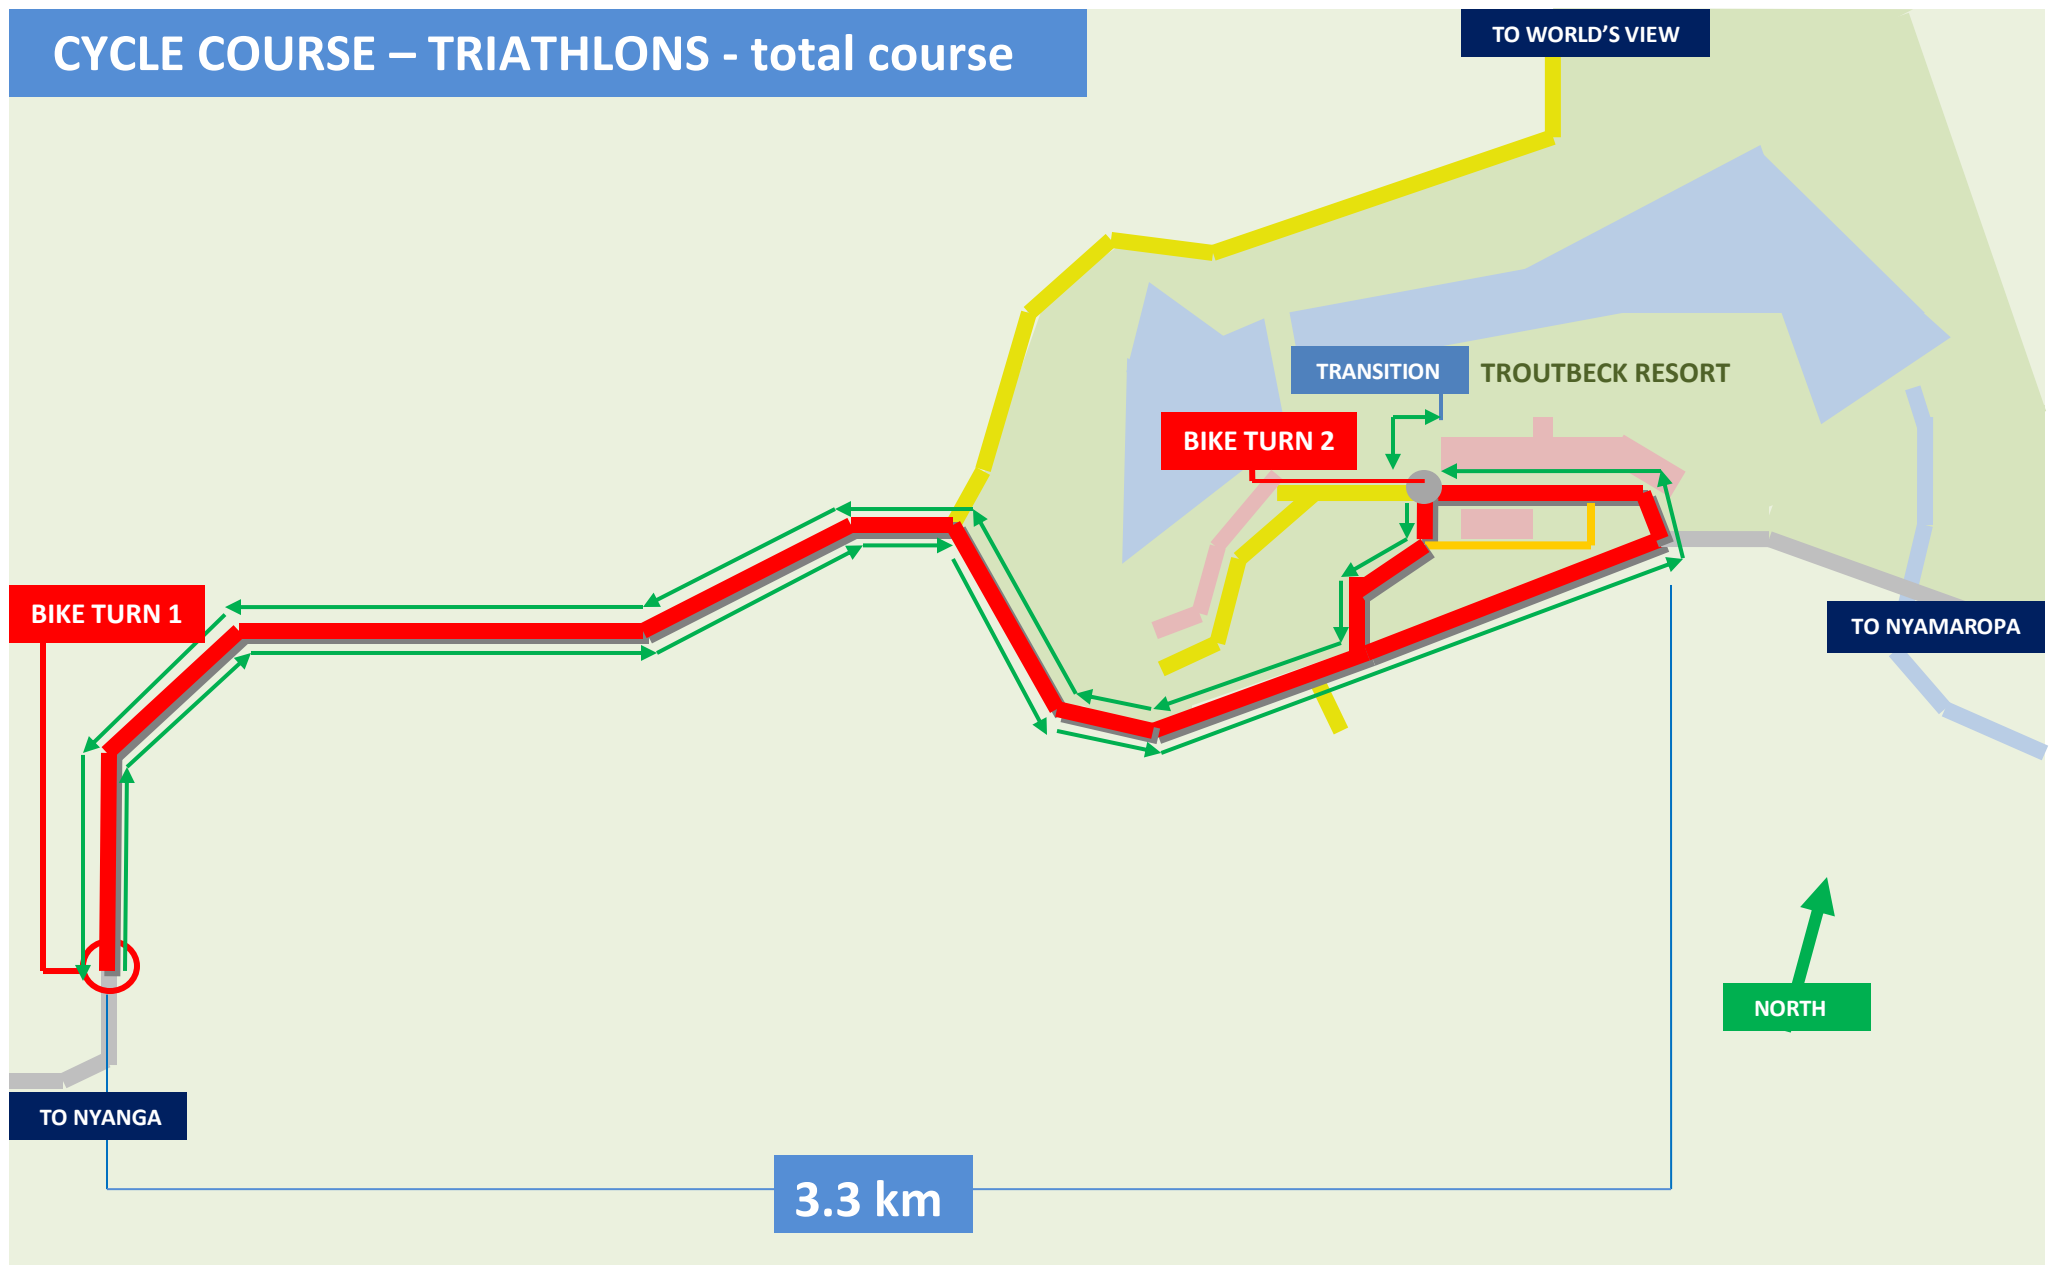 CYCLE COURSE – TRIATHLONS - total course
TO WORLD’S VIEW
TRANSITION
TROUTBECK RESORT
BIKE TURN 2
BIKE TURN 1
TO NYAMAROPA
NORTH
TO NYANGA
3.3 km